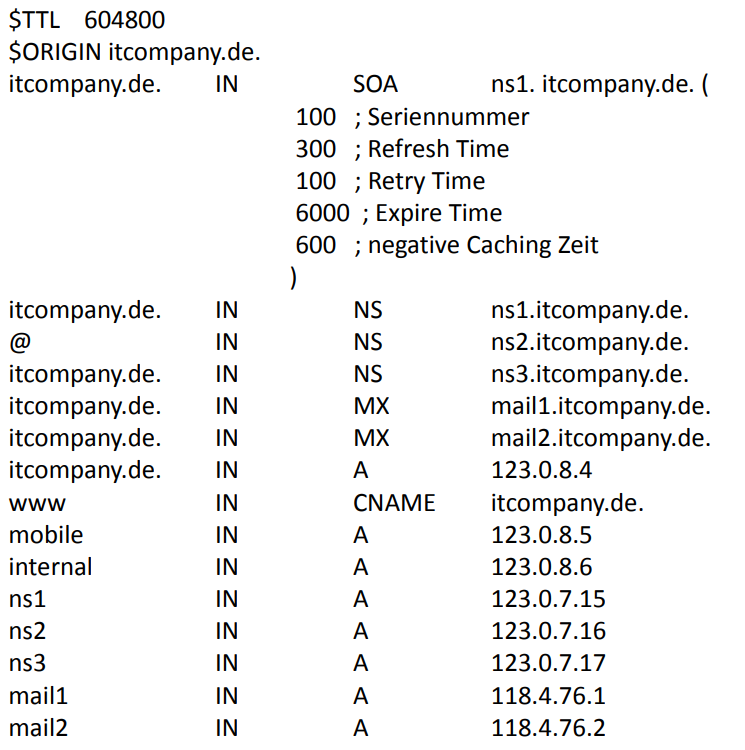 $TTL 604800
$ORIGIN itcompany.de.
itcompany.de. IN SOA ns1. itcompany.de. (
100 ; Seriennummer
300 ; Refresh Time
100 ; Retry Time
6000 ; Expire Time
600 ; negative Caching Zeit
)
itcompany.de. IN NS ns1.itcompany.de.
@ IN NS ns2.itcompany.de.
itcompany.de. IN NS ns3.itcompany.de.
itcompany.de. IN MX mail1.itcompany.de.
itcompany.de. IN MX mail2.itcompany.de.
itcompany.de. IN A 123.0.8.4
www IN CNAME itcompany.de.
mobile IN A 123.0.8.5
internal IN A 123.0.8.6
ns1 IN A 123.0.7.15
ns2 IN A 123.0.7.16
ns3 IN A 123.0.7.17
mail1 IN A 118.4.76.1
mail2 IN A 118.4.76.2